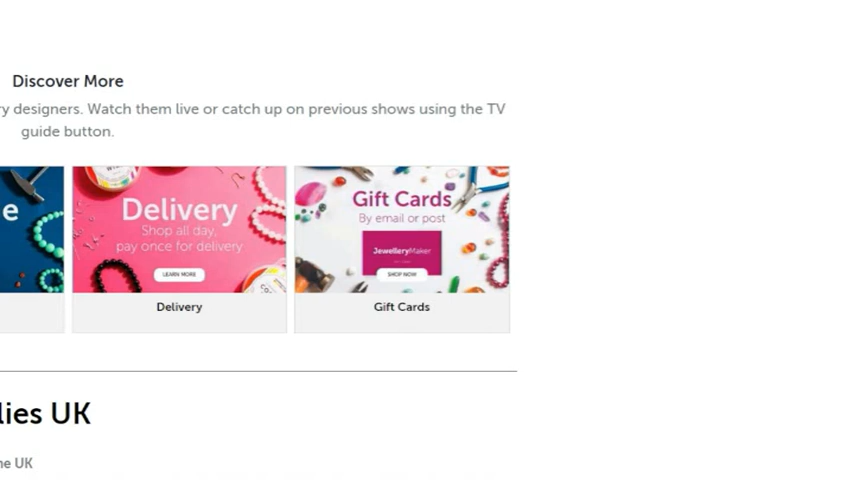 Discover More
designers. Watch them live or catch up on previous shows using the TV
guide button.
e
Delivery
Shop all day,
pay once for delivery
LEARN MORE
Gift Cards
By email or post
JewelleryMaker
SHOP NOW
Delivery
Gift Cards
lies UK
UK